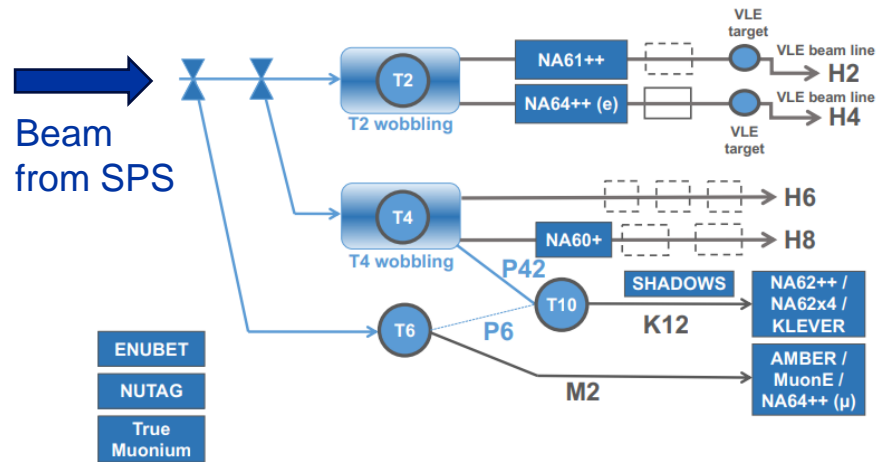 VLE
target
NA61++
T2
VLE beam line
H2
NA64++ (e)
VLE beam line
H4
T2 wobbling
VLE
target
Beam
from SPS
H6
T4
NA60+
H8
T4 wobbling
P42
SHADOWS
NA62++ /
NA62x4 /
KLEVER
T10
T6
P6
K12
ENUBET
AMBER /
MuonE /
NA64++ (μ)
M2
NUTAG
True
Muonium